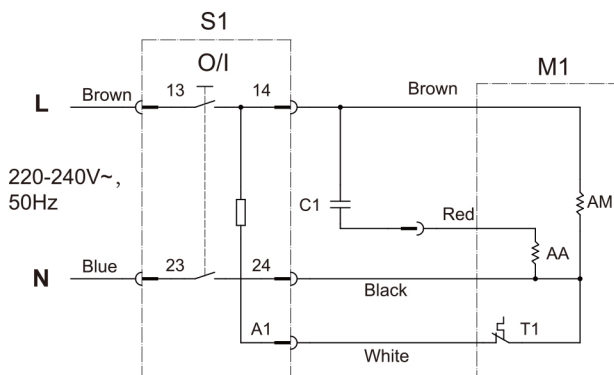 S1
O/I
M1
L
Brown
13
14
Brown
220-240V~,
50Hz
C1
Red
AM
AA
N
Blue
23
24
Black
A1
T1
White